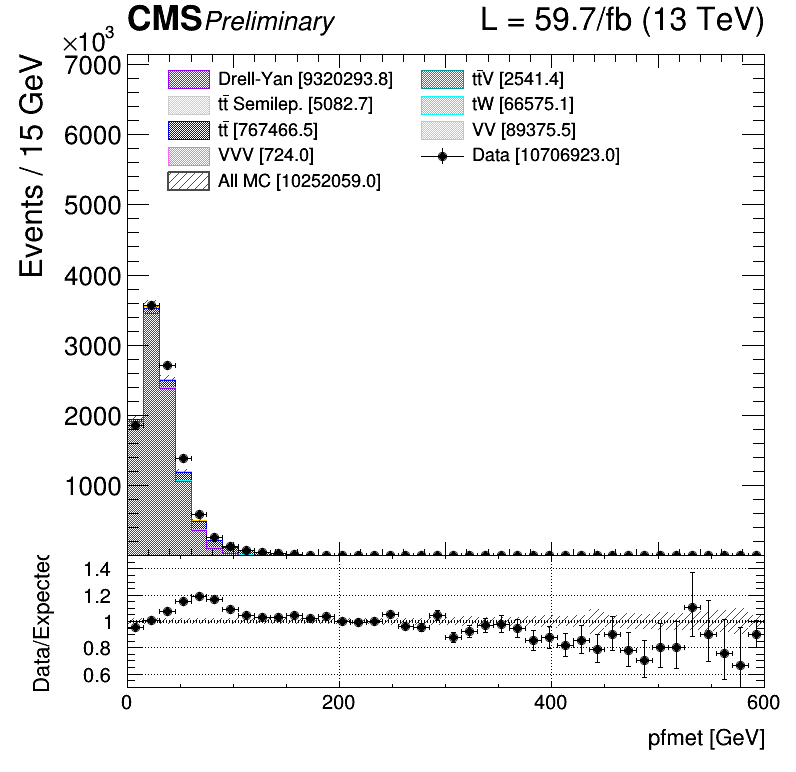 CMS Preliminary L = 59.7/fb (13 TeV)
×10³
Events / 15 GeV
7000
6000
5000
4000
3000
2000
1000
Drell-Yan [9320293.8]
tt̄ Semilep. [5082.7]
tt̄ [767466.5]
VVV [724.0]
All MC [10252059.0]
tt̄V [2541.4]
tW [66575.1]
VV [89375.5]
Data [10706923.0]
Data/Expected
1.4
1.2
1
0.8
0.6
0 200 400 600
pfmet [GeV]